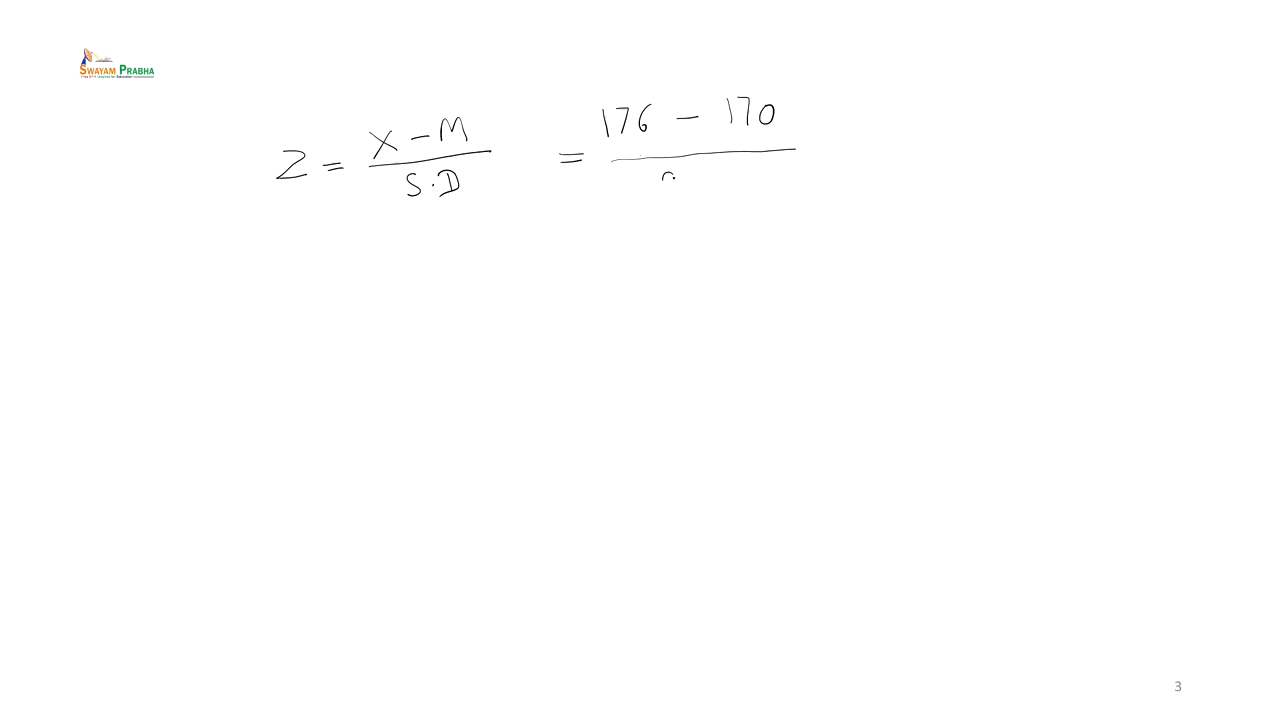 SWAYAM PRABHA
Z = X - M / S.D = 176 - 170
3